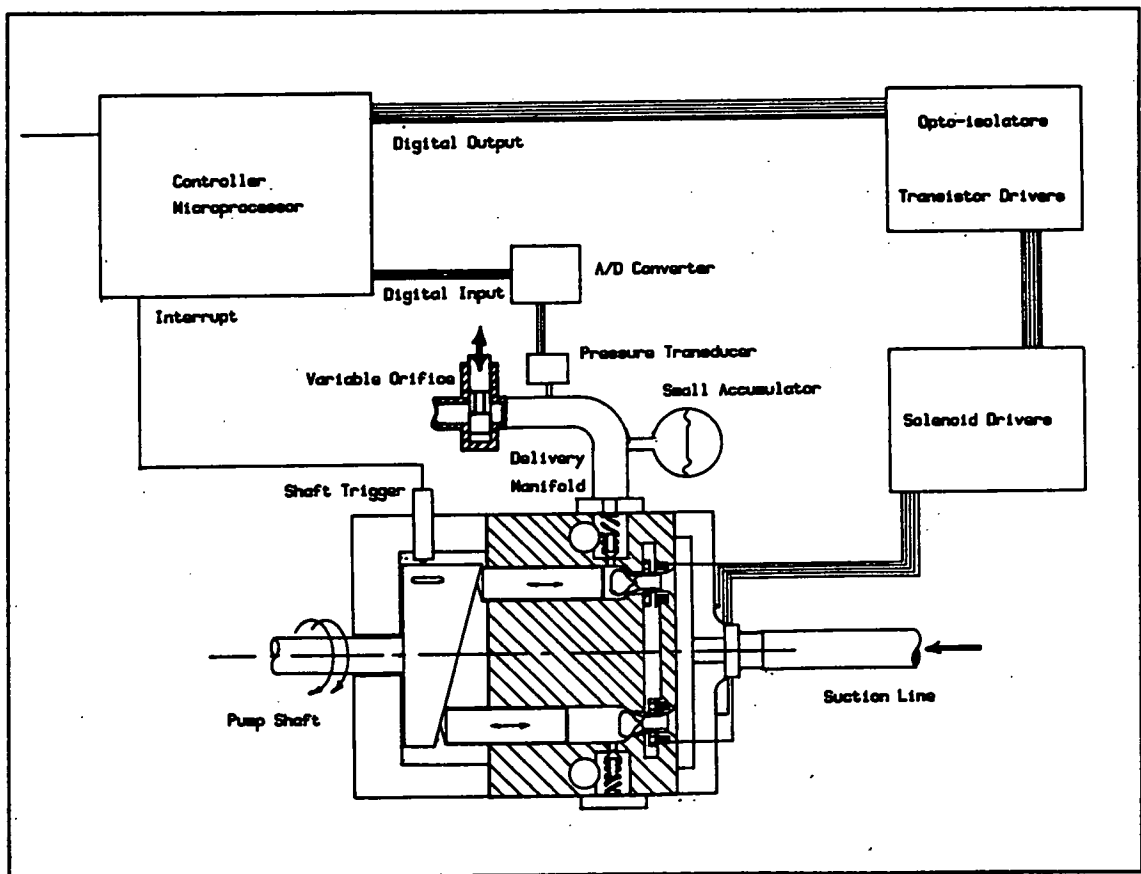 Opto-isolators
Digital Output
Controller
Microprocessor
Transistor Drivers
A/D Converter
Digital Input
Interrupt
Pressure Transducer
Variable Orifice
Small Accumulator
Solenoid Drivers
Delivery
Manifold
Shaft Trigger
Suction Line
Pump Shaft